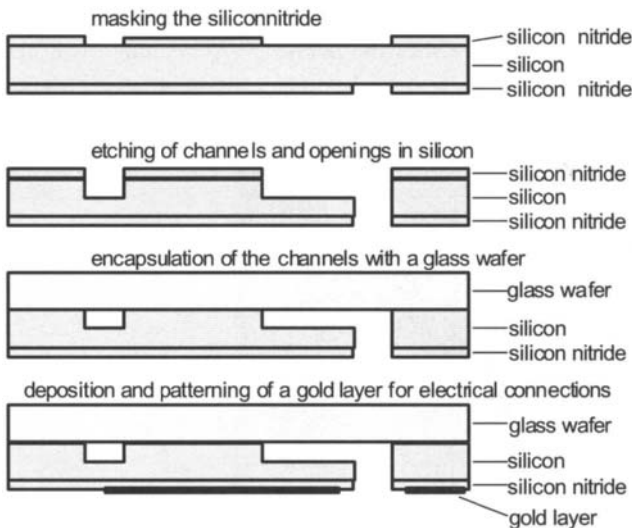 masking the siliconnitride
silicon nitride
silicon
silicon nitride
etching of channels and openings in silicon
silicon nitride
silicon
silicon nitride
encapsulation of the channels with a glass wafer
glass wafer
silicon
silicon nitride
deposition and patterning of a gold layer for electrical connections
glass wafer
silicon
silicon nitride
gold layer